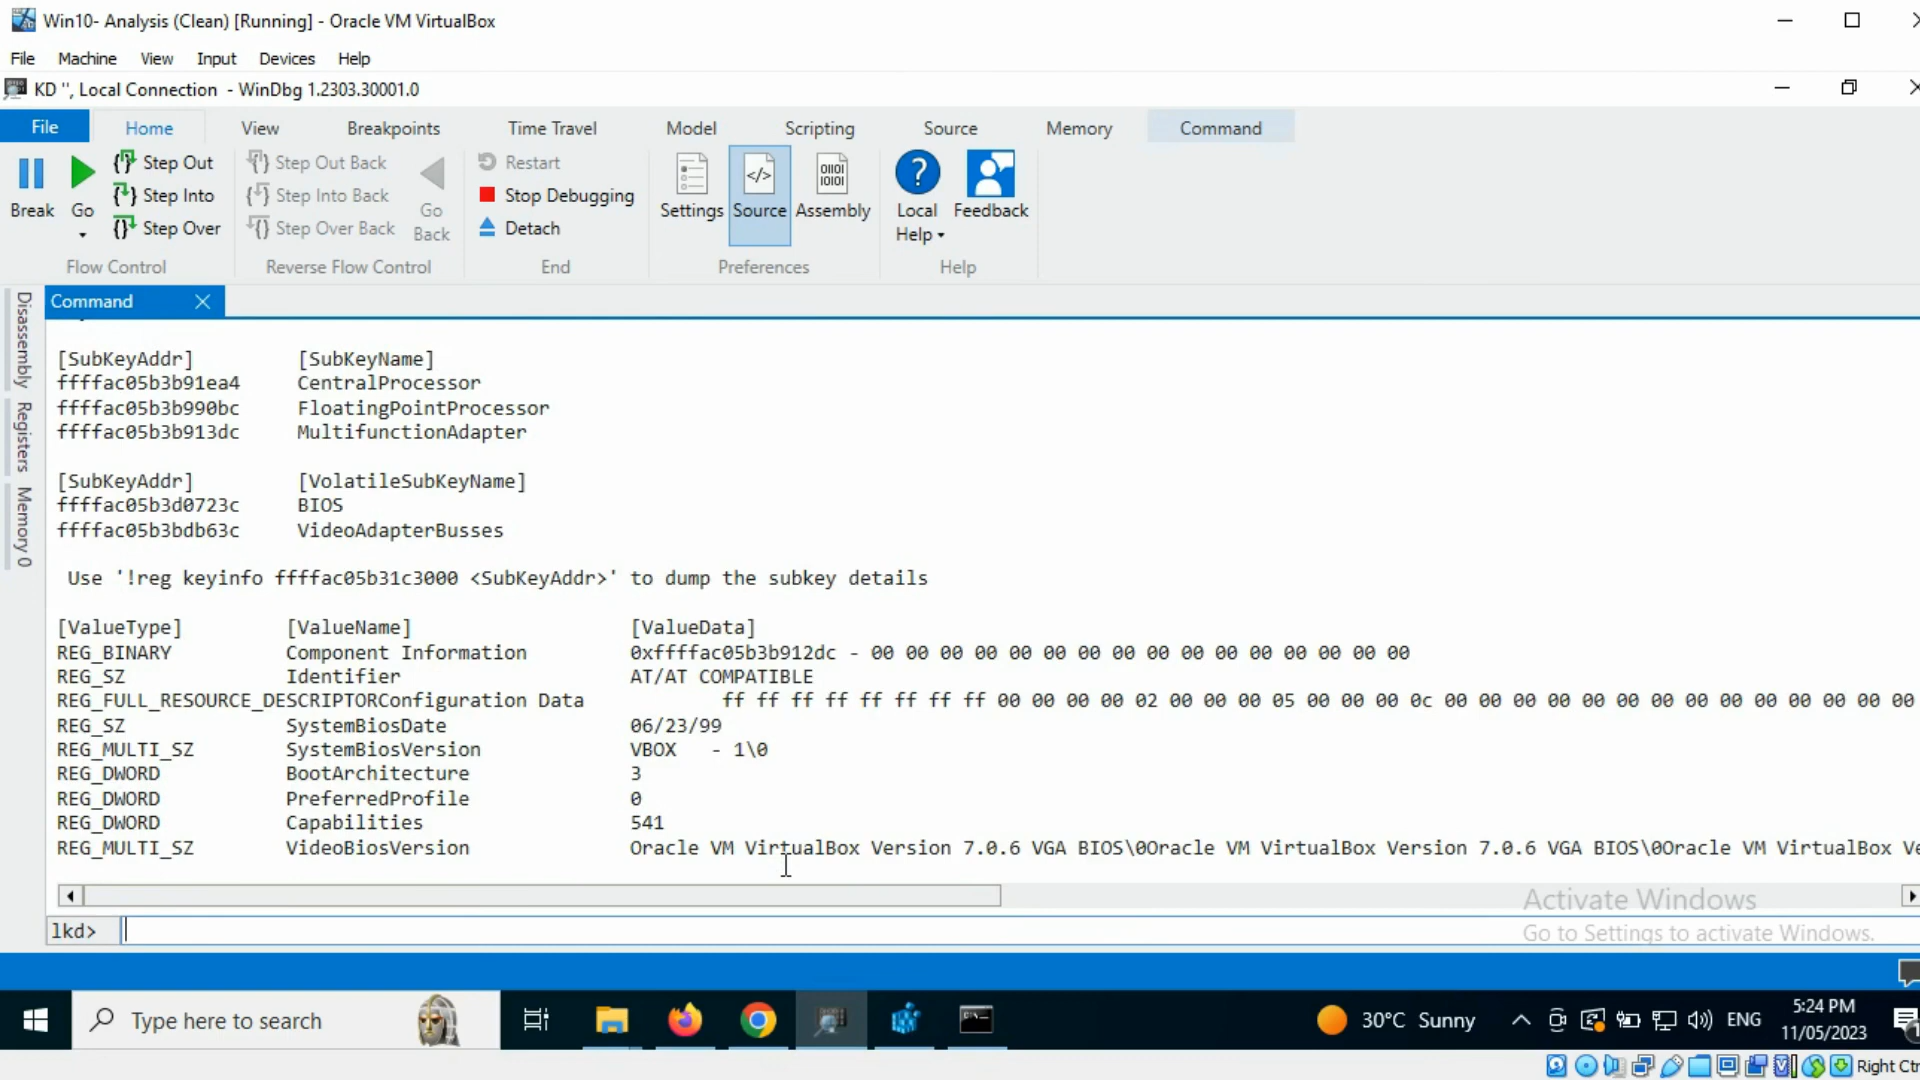 Win10- Analysis (Clean) [Running] - Oracle VM VirtualBox
File Machine View Input Devices Help
KD '', Local Connection - WinDbg 1.2303.30001.0
File Home View Breakpoints Time Travel Model Scripting Source Memory Command
Break
Go
Step Out
Step Into
Step Over
Flow Control
Step Out Back
Step Into Back
Step Over Back
Go
Back
Reverse Flow Control
Restart
Stop Debugging
Detach
End
Settings
Source
Assembly
Preferences
Local
Help
Feedback
Help
Disassembly
Registers
Memory 0
Command
[SubKeyAddr] [SubKeyName]
ffffac05b3b91ea4 CentralProcessor
ffffac05b3b990bc FloatingPointProcessor
ffffac05b3b913dc MultifunctionAdapter
[SubKeyAddr] [VolatileSubKeyName]
ffffac05b3d0723c BIOS
ffffac05b3bdb63c VideoAdapterBusses
Use '!reg keyinfo ffffac05b31c3000 <SubKeyAddr>' to dump the subkey details
[ValueType] [ValueName] [ValueData]
REG_BINARY Component Information 0xffffac05b3b912dc - 00 00 00 00 00 00 00 00 00 00 00 00 00 00 00 00
REG_SZ Identifier AT/AT COMPATIBLE
REG_FULL_RESOURCE_DESCRIPTORConfiguration Data ff ff ff ff ff ff ff ff 00 00 00 00 02 00 00 00 05 00 00 00 0c 00 00 00 00 00 00 00 00 00 00 00 00 00 00
REG_SZ SystemBiosDate 06/23/99
REG_MULTI_SZ SystemBiosVersion VBOX - 1\0
REG_DWORD BootArchitecture 3
REG_DWORD PreferredProfile 0
REG_DWORD Capabilities 541
REG_MULTI_SZ VideoBiosVersion Oracle VM VirtualBox Version 7.0.6 VGA BIOS\0Oracle VM VirtualBox Version 7.0.6 VGA BIOS\0Oracle VM VirtualBox Ve
lkd>
Activate Windows
Go to Settings to activate Windows.
Type here to search
30°C Sunny
ENG
5:24 PM
11/05/2023
Right Ctr